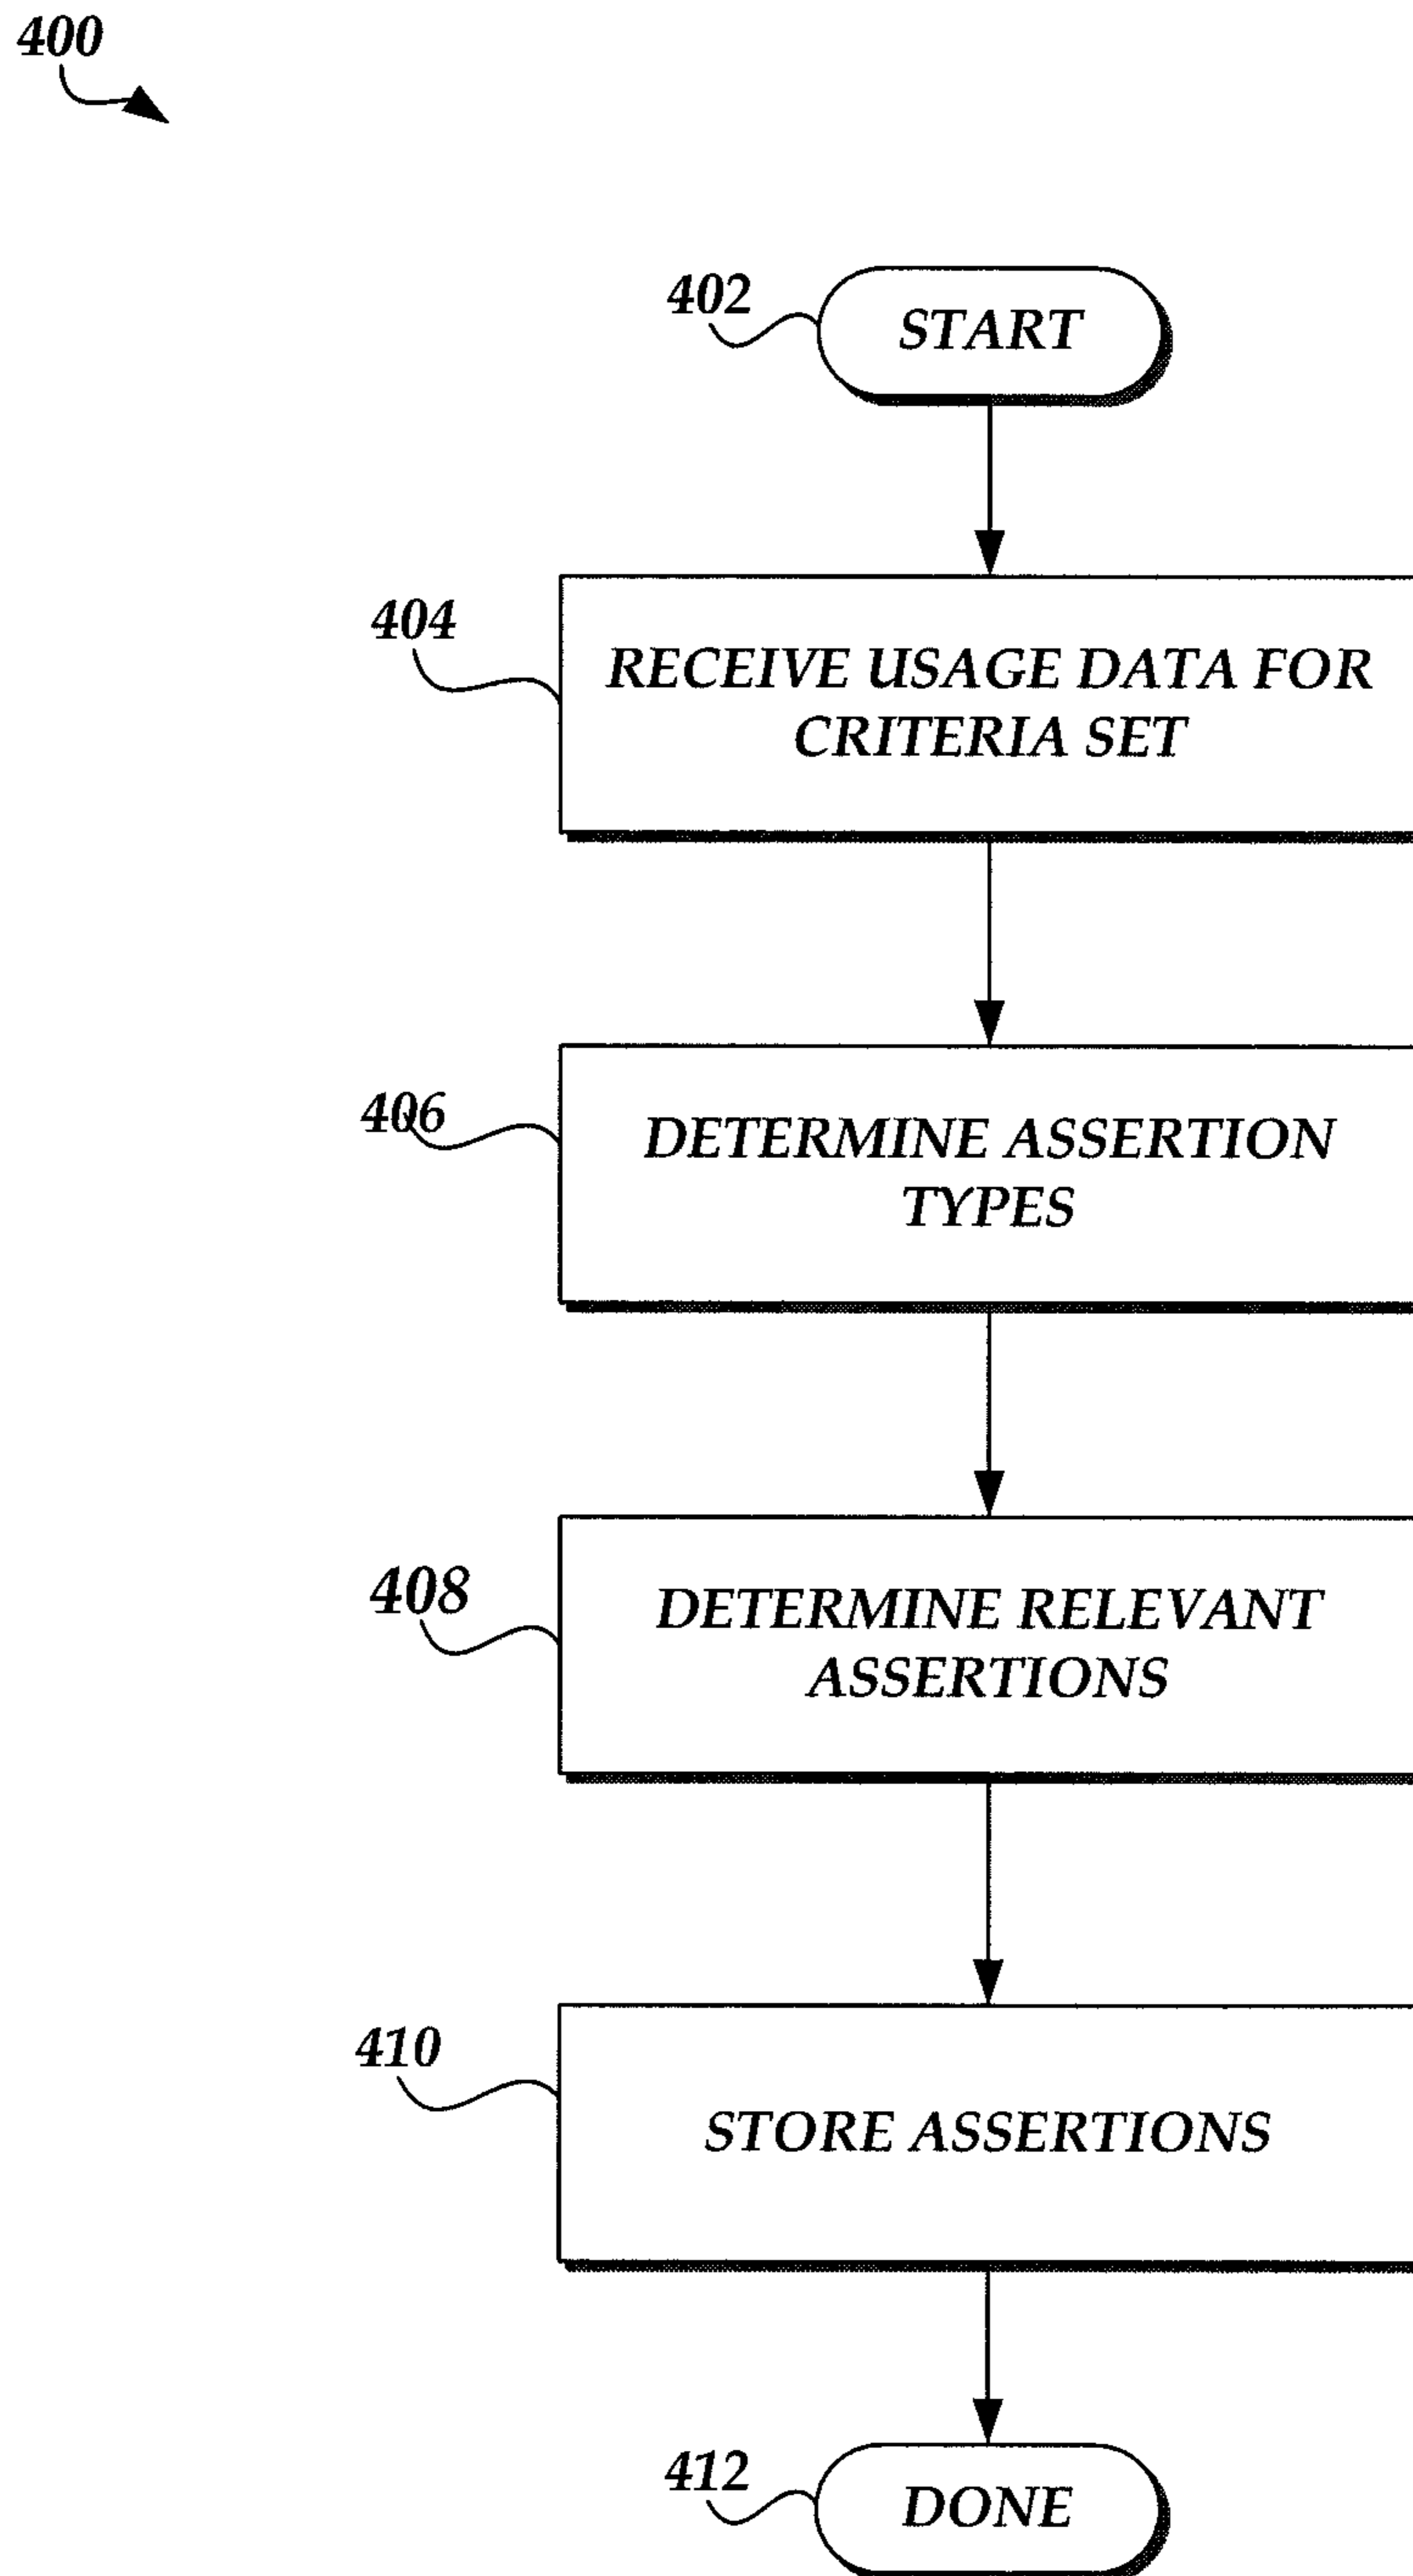 400
402
START
404
RECEIVE USAGE DATA FOR
CRITERIA SET
406
DETERMINE ASSERTION
TYPES
408
DETERMINE RELEVANT
ASSERTIONS
410
STORE ASSERTIONS
412
DONE